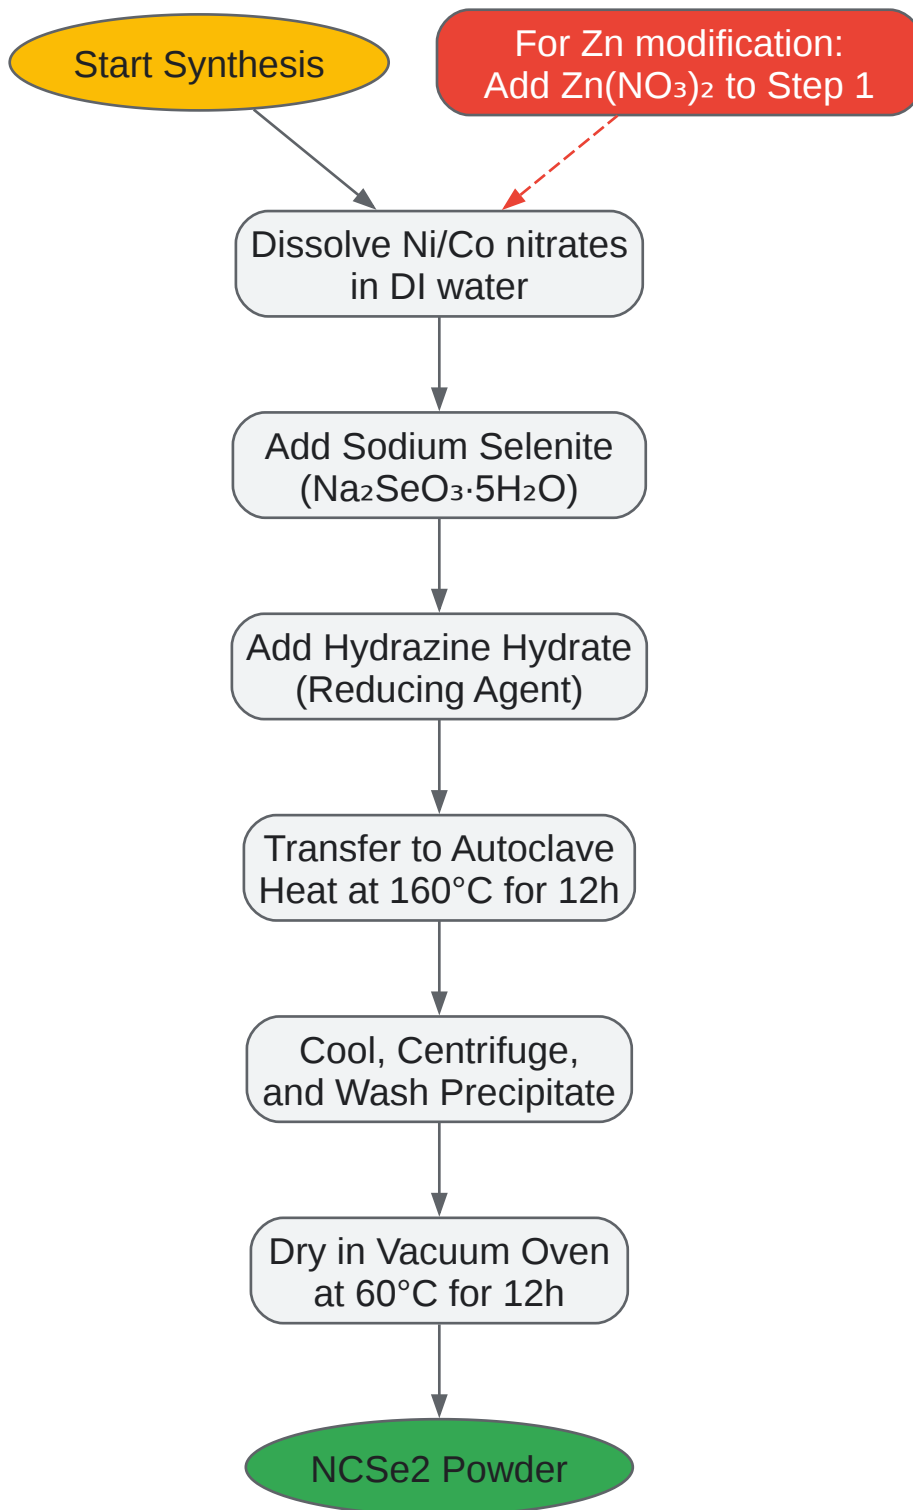 Start Synthesis
For Zn modification:
Add Zn(NO₃)₂ to Step 1
Dissolve Ni/Co nitrates
in DI water
Add Sodium Selenite
(Na₂SeO₃·5H₂O)
Add Hydrazine Hydrate
(Reducing Agent)
Transfer to Autoclave
Heat at 160°C for 12h
Cool, Centrifuge,
and Wash Precipitate
Dry in Vacuum Oven
at 60°C for 12h
NCSe2 Powder